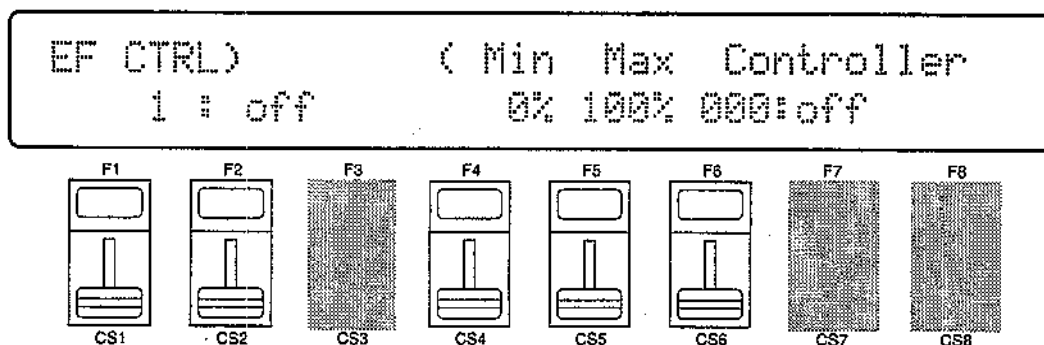 EF CTRL) ( Min Max Controller
1 : off 0% 100% 000:off
F1 F2 F3 F4 F5 F6 F7 F8
CS1 CS2 CS3 CS4 CS5 CS6 CS7 CS8